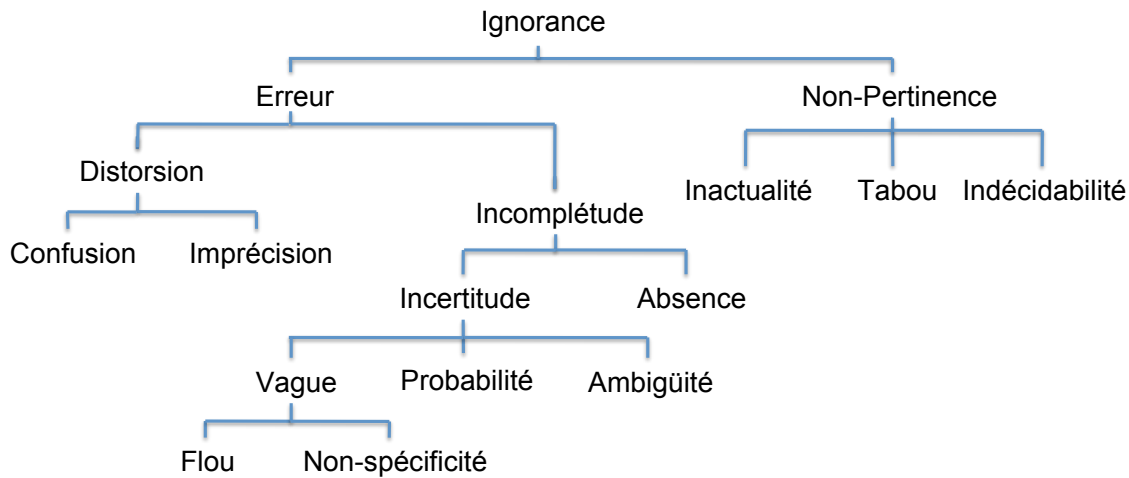 Ignorance
Erreur
Non-Pertinence
Distorsion
Inactualité
Tabou
Indécidabilité
Incomplétude
Confusion
Imprécision
Incertitude
Absence
Vague
Probabilité
Ambigüité
Flou
Non-spécificité